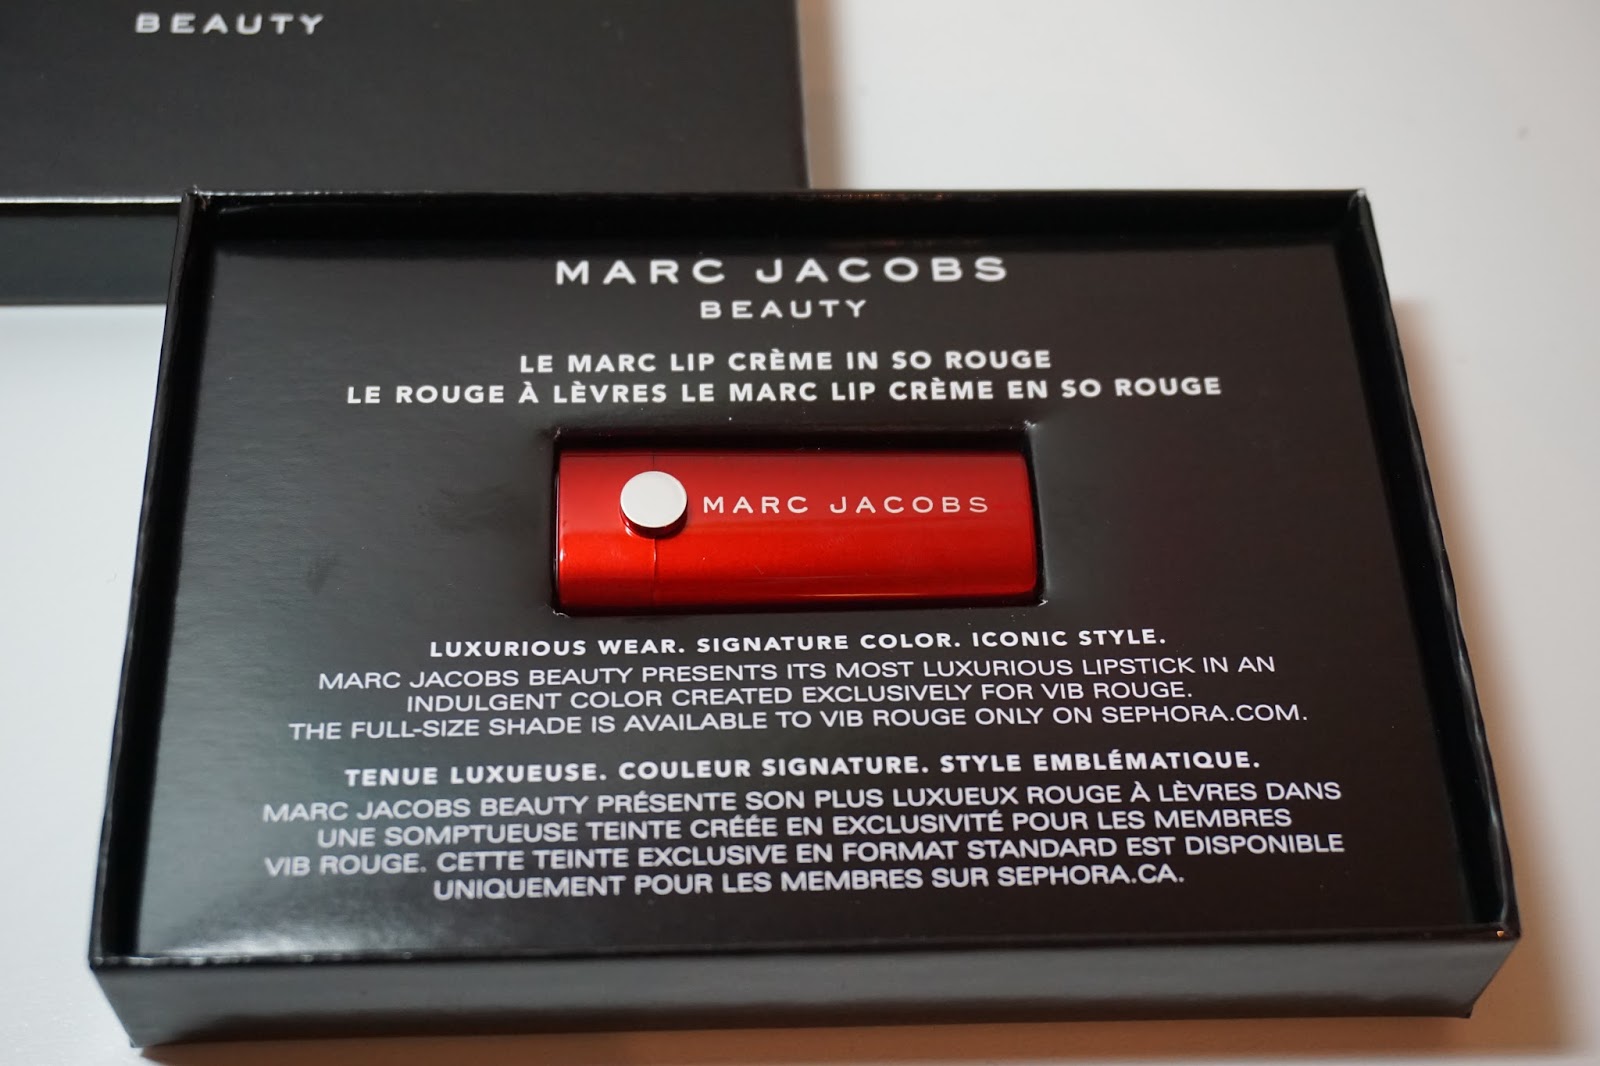 BEAUTY
MARC JACOBS
BEAUTY
LE MARC LIP CRÈME IN SO ROUGE
LE ROUGE À LÈVRES LE MARC LIP CRÈME EN SO ROUGE
MARC JACOBS
LUXURIOUS WEAR. SIGNATURE COLOR. ICONIC STYLE.
MARC JACOBS BEAUTY PRESENTS ITS MOST LUXURIOUS LIPSTICK IN AN
INDULGENT COLOR CREATED EXCLUSIVELY FOR VIB ROUGE.
THE FULL-SIZE SHADE IS AVAILABLE TO VIB ROUGE ONLY ON SEPHORA.COM.
TENUE LUXUEUSE. COULEUR SIGNATURE. STYLE EMBLÉMATIQUE.
MARC JACOBS BEAUTY PRÉSENTE SON PLUS LUXUEUX ROUGE À LÈVRES DANS
UNE SOMPTUEUSE TEINTE CRÉÉE EN EXCLUSIVITÉ POUR LES MEMBRES
VIB ROUGE. CETTE TEINTE EXCLUSIVE EN FORMAT STANDARD EST DISPONIBLE
UNIQUEMENT POUR LES MEMBRES SUR SEPHORA.CA.